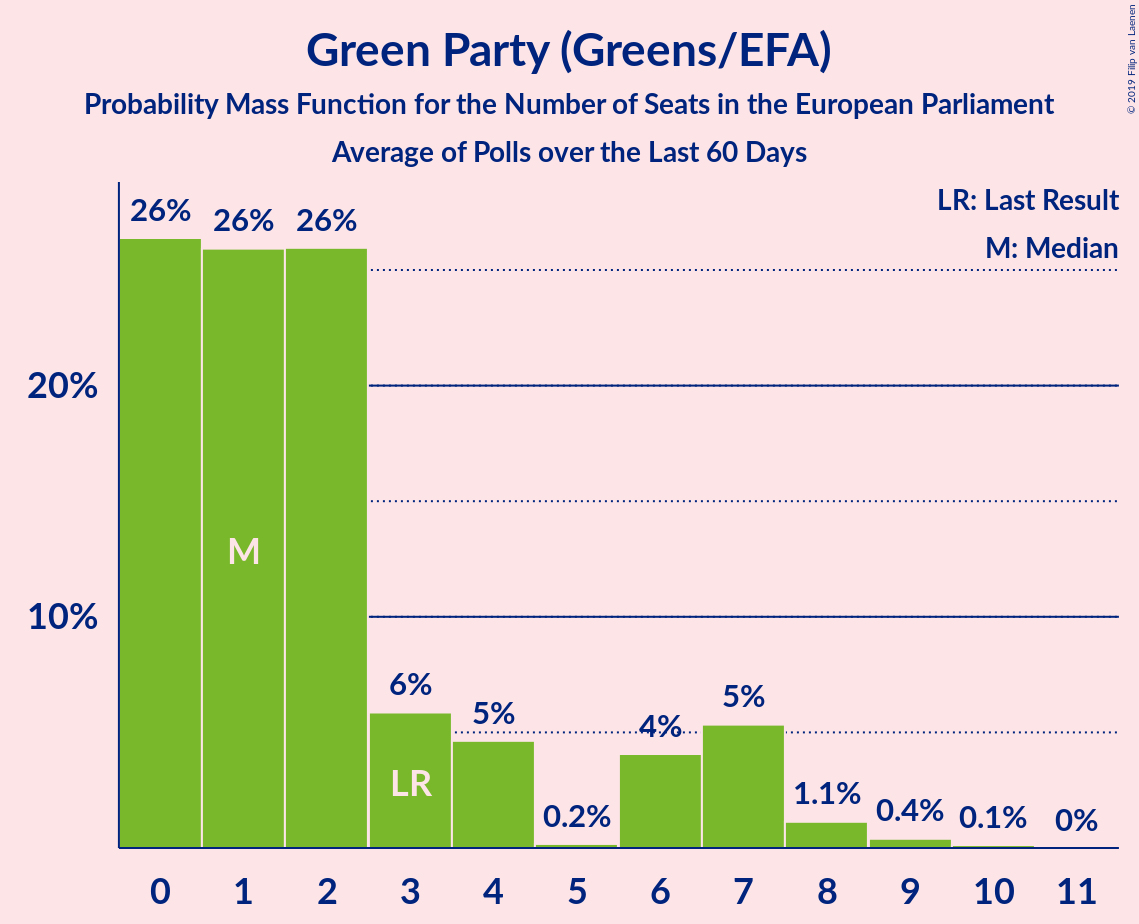 Green Party (Greens/EFA)
Probability Mass Function for the Number of Seats in the European Parliament
Average of Polls over the Last 60 Days
© 2019 Filip van Laenen
LR: Last Result
M: Median
26% 26% 26%
20%
M
10%
6% 5% 0.2% 4% 5% 1.1% 0.4% 0.1% 0%
LR
0 1 2 3 4 5 6 7 8 9 10 11